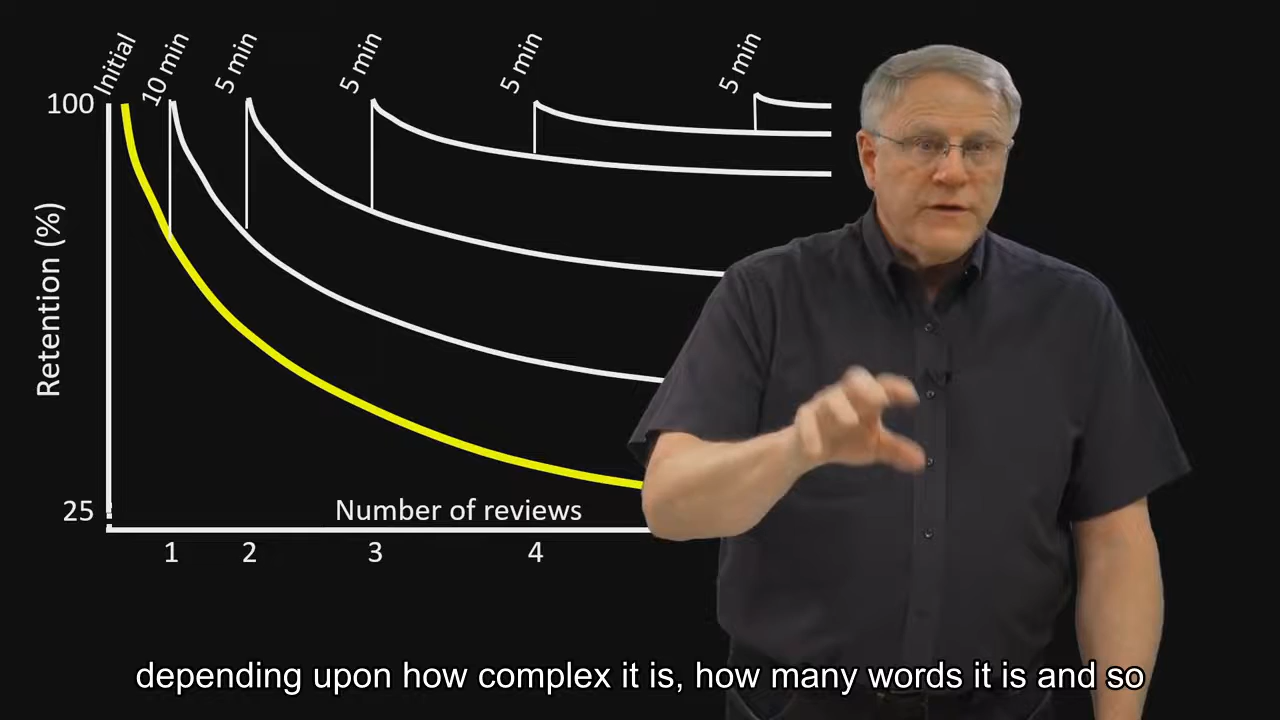 Initial
10 min
5 min
5 min
5 min
5 min
100
Retention (%)
25
Number of reviews
1
2
3
4
depending upon how complex it is, how many words it is and so